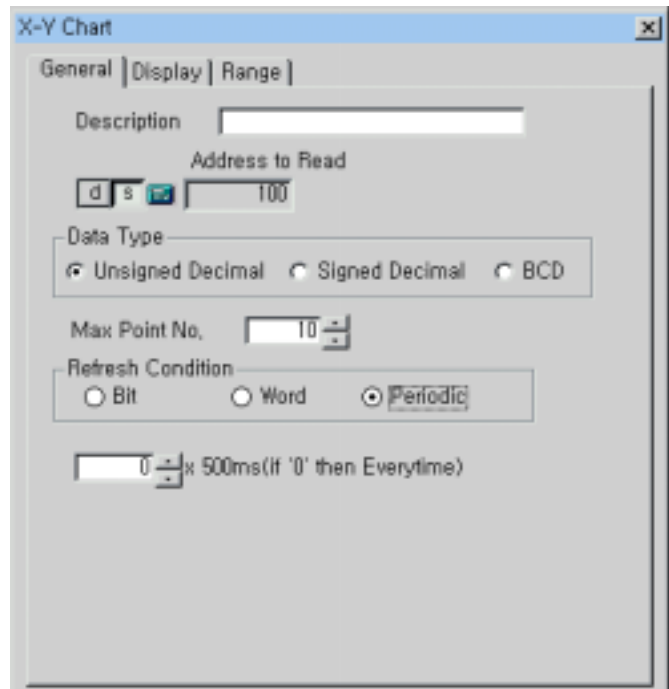 X-Y Chart
General Display Range
Description
Address to Read
d s 100
Data Type
Unsigned Decimal Signed Decimal BCD
Max Point No, 10
Refresh Condition
Bit Word Periodic
0 x 500ms(if '0' then Everytime)